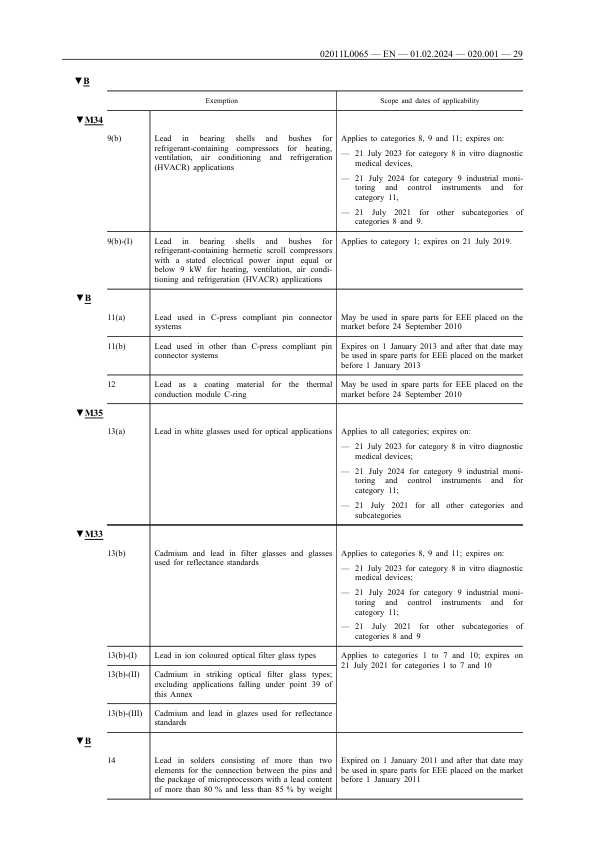 02011L0065 — EN — 01.02.2024 — 020.001 — 29
▼B
Exemption
Scope and dates of applicability
▼M34
9(b)
Lead in bearing shells and bushes for
refrigerant-containing compressors for heating,
ventilation, air conditioning and refrigeration
(HVACR) applications
Applies to categories 8, 9 and 11; expires on:
— 21 July 2023 for category 8 in vitro diagnostic
medical devices,
— 21 July 2024 for category 9 industrial moni-
toring and control instruments and for
category 11,
— 21 July 2021 for other subcategories of
categories 8 and 9.
9(b)-(I)
Lead in bearing shells and bushes for
refrigerant-containing hermetic scroll compressors
with a stated electrical power input equal or
below 9 kW for heating, ventilation, air condi-
tioning and refrigeration (HVACR) applications
Applies to category 1; expires on 21 July 2019.
▼B
11(a)
Lead used in C-press compliant pin connector
systems
May be used in spare parts for EEE placed on the
market before 24 September 2010
11(b)
Lead used in other than C-press compliant pin
connector systems
Expires on 1 January 2013 and after that date may
be used in spare parts for EEE placed on the market
before 1 January 2013
12
Lead as a coating material for the thermal
conduction module C-ring
May be used in spare parts for EEE placed on the
market before 24 September 2010
▼M35
13(a)
Lead in white glasses used for optical applications
Applies to all categories; expires on:
— 21 July 2023 for category 8 in vitro diagnostic
medical devices;
— 21 July 2024 for category 9 industrial moni-
toring and control instruments and for
category 11;
— 21 July 2021 for all other categories and
subcategories
▼M33
13(b)
Cadmium and lead in filter glasses and glasses
used for reflectance standards
Applies to categories 8, 9 and 11; expires on:
— 21 July 2023 for category 8 in vitro diagnostic
medical devices;
— 21 July 2024 for category 9 industrial moni-
toring and control instruments and for
category 11;
— 21 July 2021 for other subcategories of
categories 8 and 9
13(b)-(I)
Lead in ion coloured optical filter glass types
Applies to categories 1 to 7 and 10; expires on
21 July 2021 for categories 1 to 7 and 10
13(b)-(II)
Cadmium in striking optical filter glass types;
excluding applications falling under point 39 of
this Annex
13(b)-(III)
Cadmium and lead in glazes used for reflectance
standards
▼B
14
Lead in solders consisting of more than two
elements for the connection between the pins and
the package of microprocessors with a lead content
of more than 80 % and less than 85 % by weight
Expired on 1 January 2011 and after that date may
be used in spare parts for EEE placed on the market
before 1 January 2011